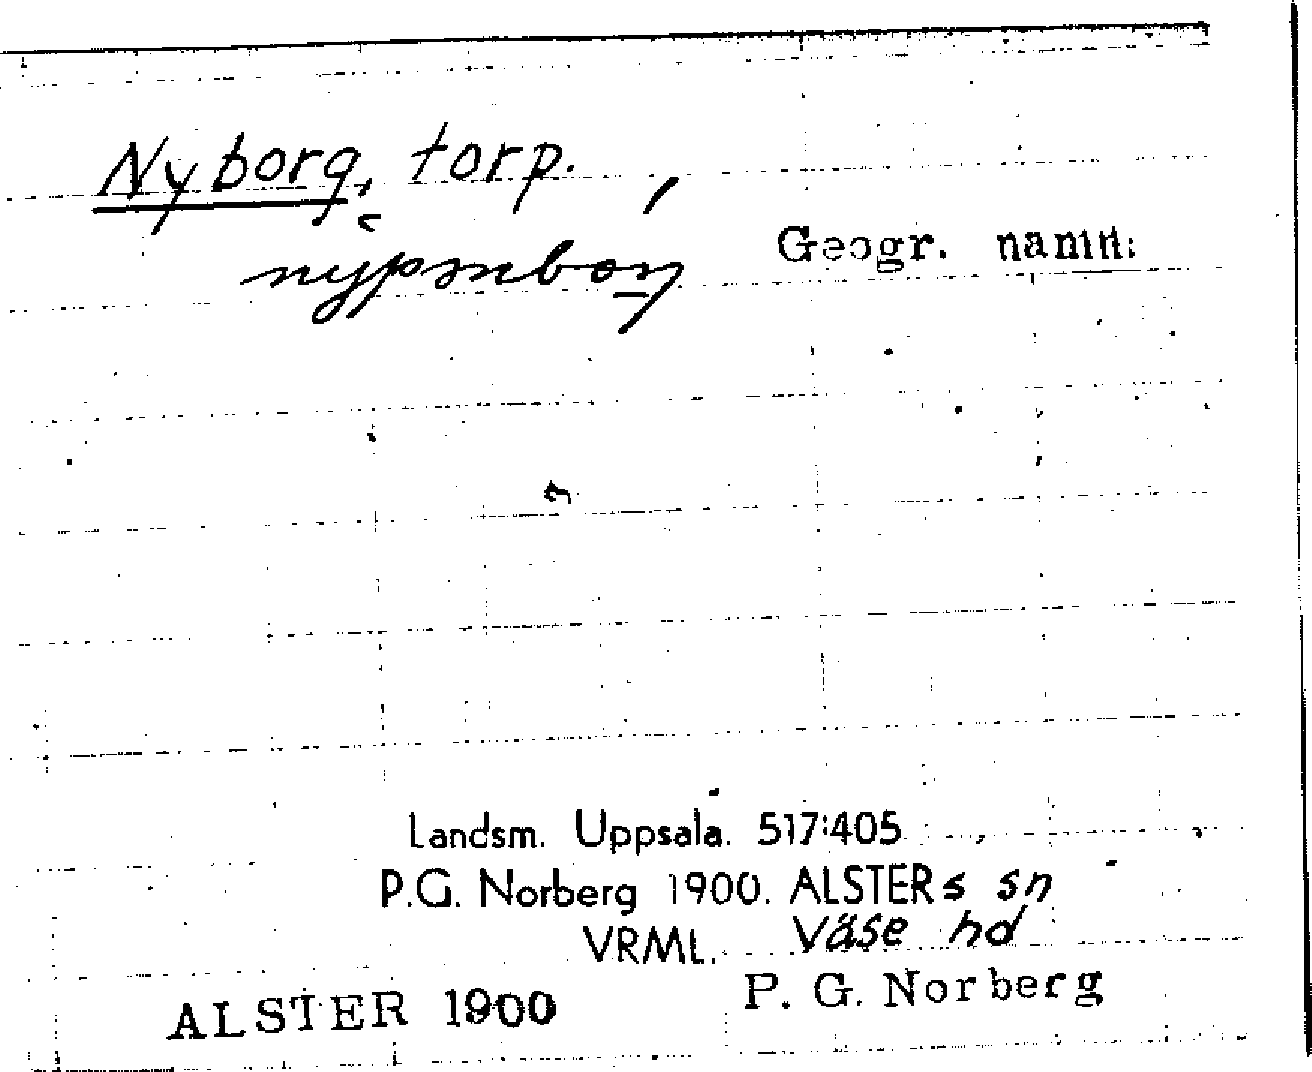 Nyborg, torp.
Geogr. namn:
Landsm. Uppsala. 517:405
P.G. Norberg 1900. ALSTERs sn
VRML. Väse hd
ALSTER 1900 P. G. Norberg